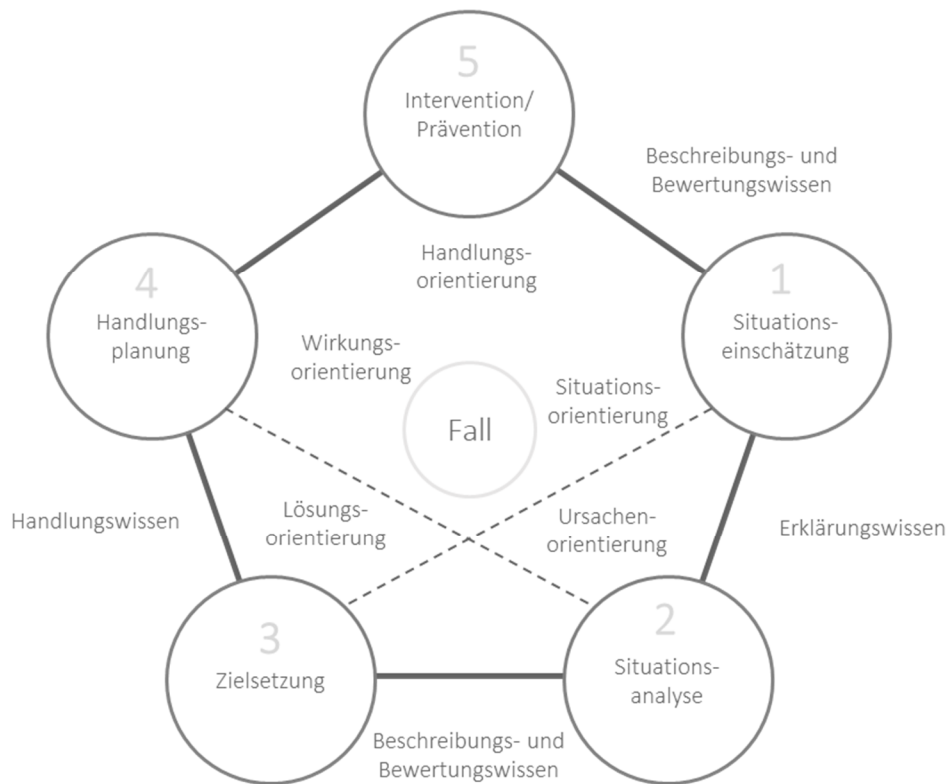 5
Intervention/
Prävention
Beschreibungs- und
Bewertungswissen
Handlungs-
orientierung
4
Handlungs-
planung
1
Situations-
einschätzung
Wirkungs-
orientierung
Situations-
orientierung
Fall
Handlungswissen
Lösungs-
orientierung
Ursachen-
orientierung
Erklärungswissen
3
Zielsetzung
2
Situations-
analyse
Beschreibungs- und
Bewertungswissen